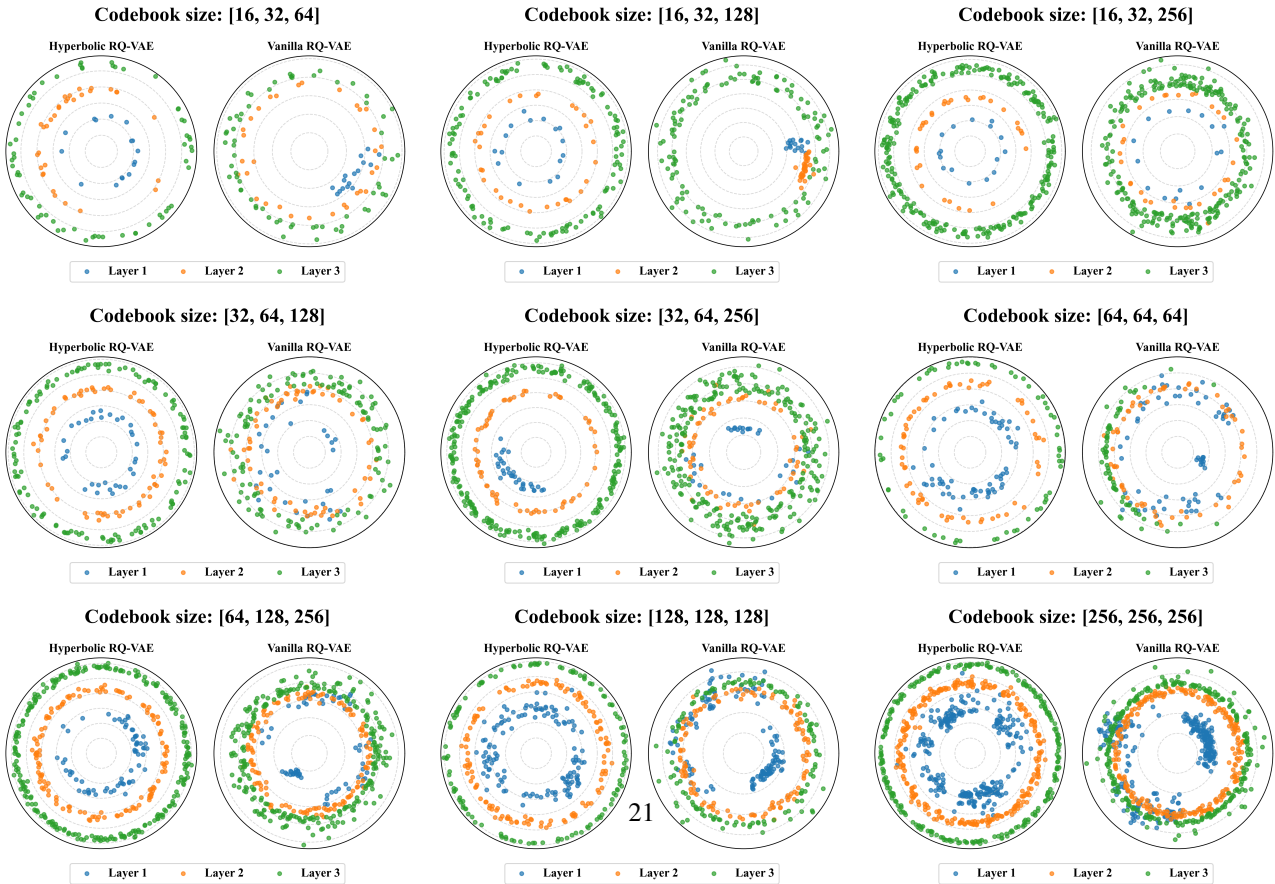 Codebook size: [16, 32, 64]
Hyperbolic RQ-VAE
Vanilla RQ-VAE
Layer 1
Layer 2
Layer 3
Codebook size: [16, 32, 128]
Hyperbolic RQ-VAE
Vanilla RQ-VAE
Layer 1
Layer 2
Layer 3
Codebook size: [16, 32, 256]
Hyperbolic RQ-VAE
Vanilla RQ-VAE
Layer 1
Layer 2
Layer 3
Codebook size: [32, 64, 128]
Hyperbolic RQ-VAE
Vanilla RQ-VAE
Layer 1
Layer 2
Layer 3
Codebook size: [32, 64, 256]
Hyperbolic RQ-VAE
Vanilla RQ-VAE
Layer 1
Layer 2
Layer 3
Codebook size: [64, 64, 64]
Hyperbolic RQ-VAE
Vanilla RQ-VAE
Layer 1
Layer 2
Layer 3
Codebook size: [64, 128, 256]
Hyperbolic RQ-VAE
Vanilla RQ-VAE
Layer 1
Layer 2
Layer 3
Codebook size: [128, 128, 128]
Hyperbolic RQ-VAE
Vanilla RQ-VAE
21
Layer 1
Layer 2
Layer 3
Codebook size: [256, 256, 256]
Hyperbolic RQ-VAE
Vanilla RQ-VAE
Layer 1
Layer 2
Layer 3